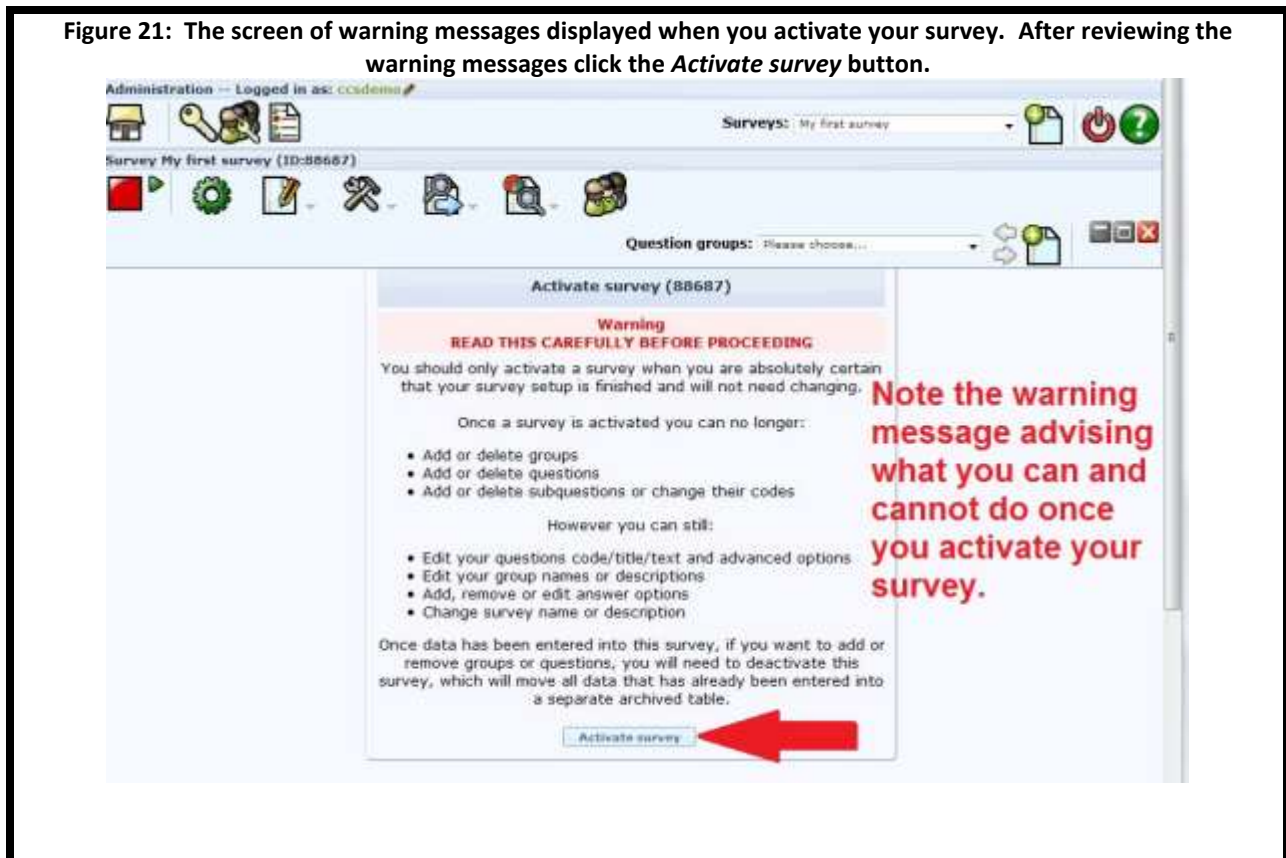 Figure 21:  The screen of warning messages displayed when you activate your survey.  After reviewing the
warning messages click the Activate survey button.
Administration -- Logged in as: ccsdemo
Surveys: My first survey
Survey My first survey (ID:88687)
Question groups: Please choose...
Activate survey (88687)
Warning
READ THIS CAREFULLY BEFORE PROCEEDING
You should only activate a survey when you are absolutely certain
that your survey setup is finished and will not need changing.
Once a survey is activated you can no longer:
• Add or delete groups
• Add or delete questions
• Add or delete subquestions or change their codes
However you can still:
• Edit your questions code/title/text and advanced options
• Edit your group names or descriptions
• Add, remove or edit answer options
• Change survey name or description
Once data has been entered into this survey, if you want to add or
remove groups or questions, you will need to deactivate this
survey, which will move all data that has already been entered into
a separate archived table.
Activate survey
Note the warning
message advising
what you can and
cannot do once
you activate your
survey.